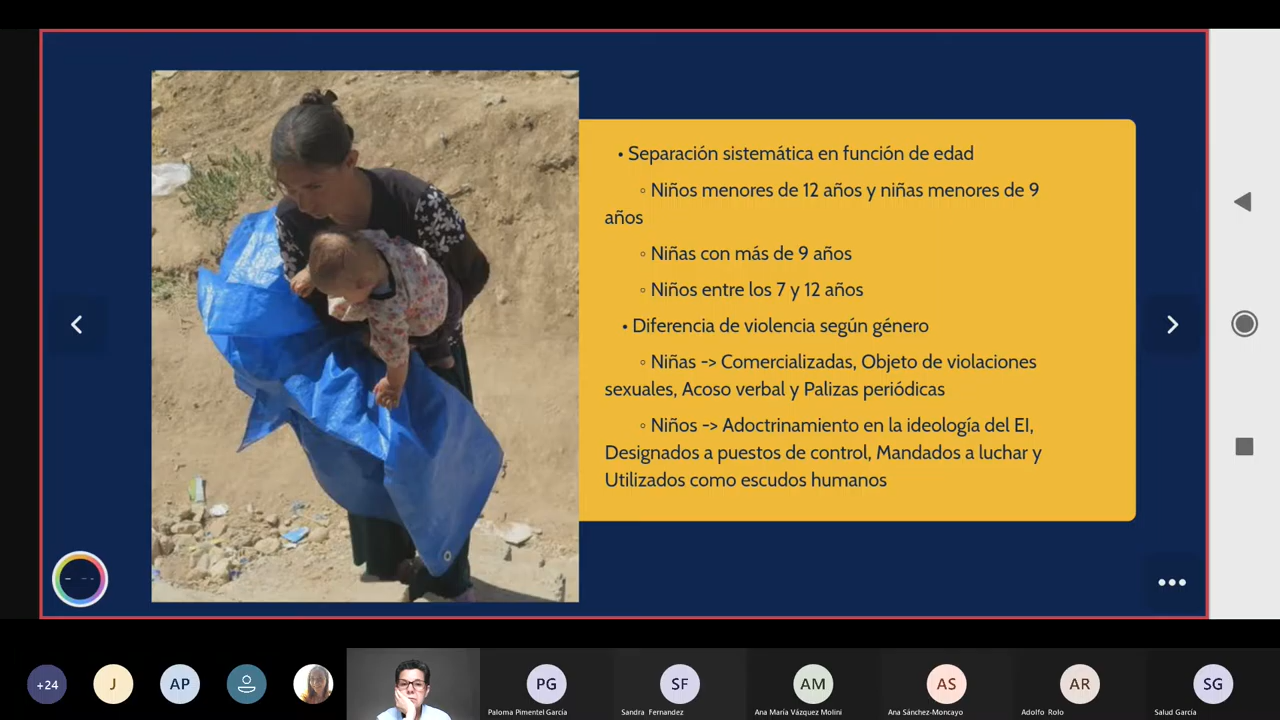 • Separación sistemática en función de edad
◦ Niños menores de 12 años y niñas menores de 9
años
◦ Niñas con más de 9 años
◦ Niños entre los 7 y 12 años
• Diferencia de violencia según género
◦ Niñas -> Comercializadas, Objeto de violaciones
sexuales, Acoso verbal y Palizas periódicas
◦ Niños -> Adoctrinamiento en la ideología del EI,
Designados a puestos de control, Mandados a luchar y
Utilizados como escudos humanos
+24
J
AP
PG
SF
AM
AS
AR
SG
Paloma Pimentel García
Sandra Fernandez
Ana María Vázquez Molini
Ana Sánchez-Moncayo
Adolfo Rolo
Salud García